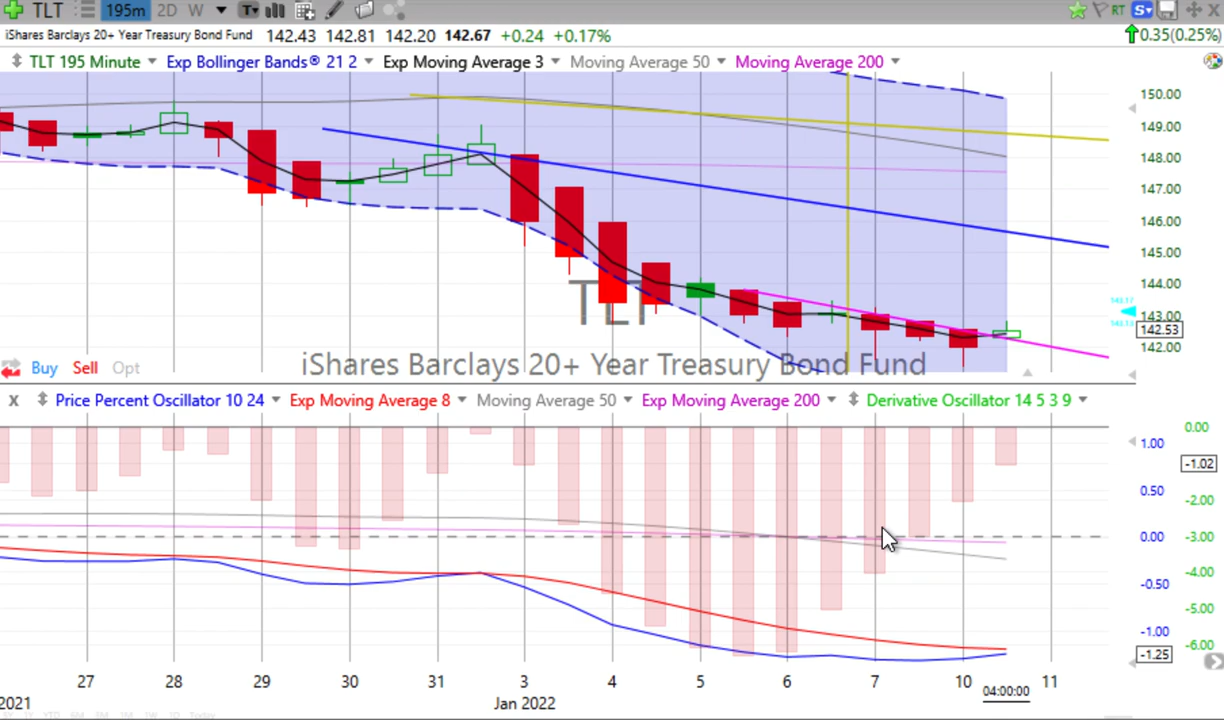 TLT 195m 2D W T RT S
iShares Barclays 20+ Year Treasury Bond Fund 142.43 142.81 142.20 142.67 +0.24 +0.17% 0.35(0.25%)
TLT 195 Minute Exp Bollinger Bands® 21 2 Exp Moving Average 3 Moving Average 50 Moving Average 200
150.00
149.00
148.00
147.00
146.00
145.00
144.00
143.00
142.53
142.00
TLT
iShares Barclays 20+ Year Treasury Bond Fund
Buy Sell Opt
X Price Percent Oscillator 10 24 Exp Moving Average 8 Moving Average 50 Exp Moving Average 200 Derivative Oscillator 14 5 3 9
1.00 0.00
-1.02
0.50 -2.00
0.00 -3.00
-4.00
-0.50
-5.00
-1.00 -6.00
-1.25
27 28 29 30 31 3 4 5 6 7 10 11
2021 Jan 2022 04:00:00